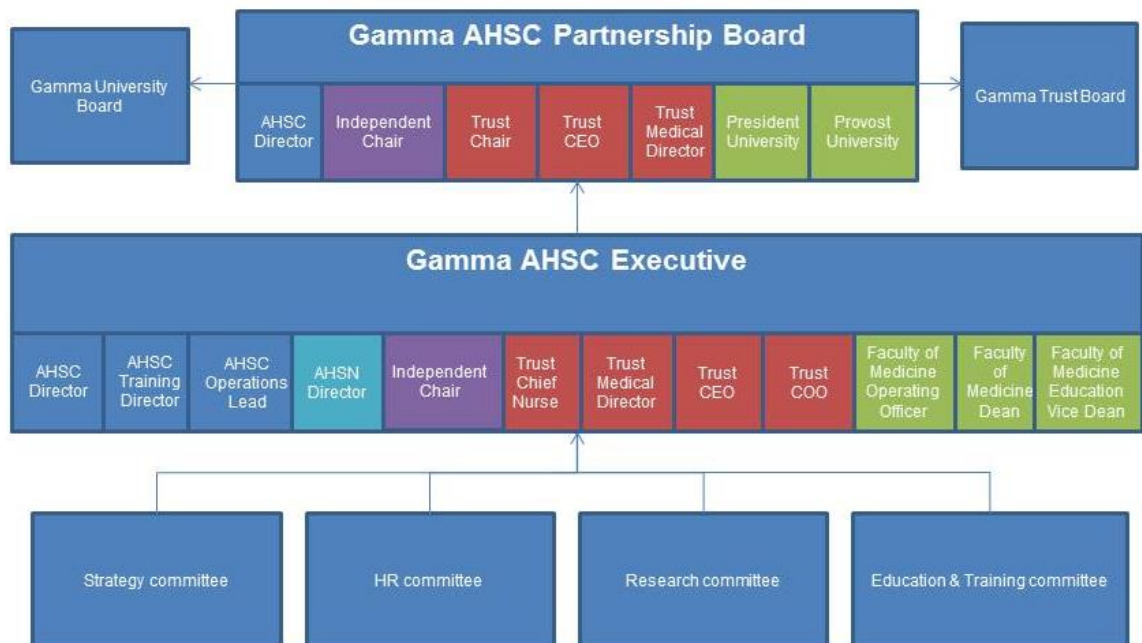 Gamma AHSC Partnership Board
Gamma University
Board
Gamma Trust Board
AHSC
Director
Independent
Chair
Trust
Chair
Trust
CEO
Trust
Medical
Director
President
University
Provost
University
Gamma AHSC Executive
AHSC
Director
AHSC
Training
Director
AHSC
Operations
Lead
AHSN
Director
Independent
Chair
Trust
Chief
Nurse
Trust
Medical
Director
Trust
CEO
Trust
COO
Faculty of
Medicine
Operating
Officer
Faculty
of
Medicine
Dean
Faculty of
Medicine
Education
Vice Dean
Strategy committee
HR committee
Research committee
Education & Training committee